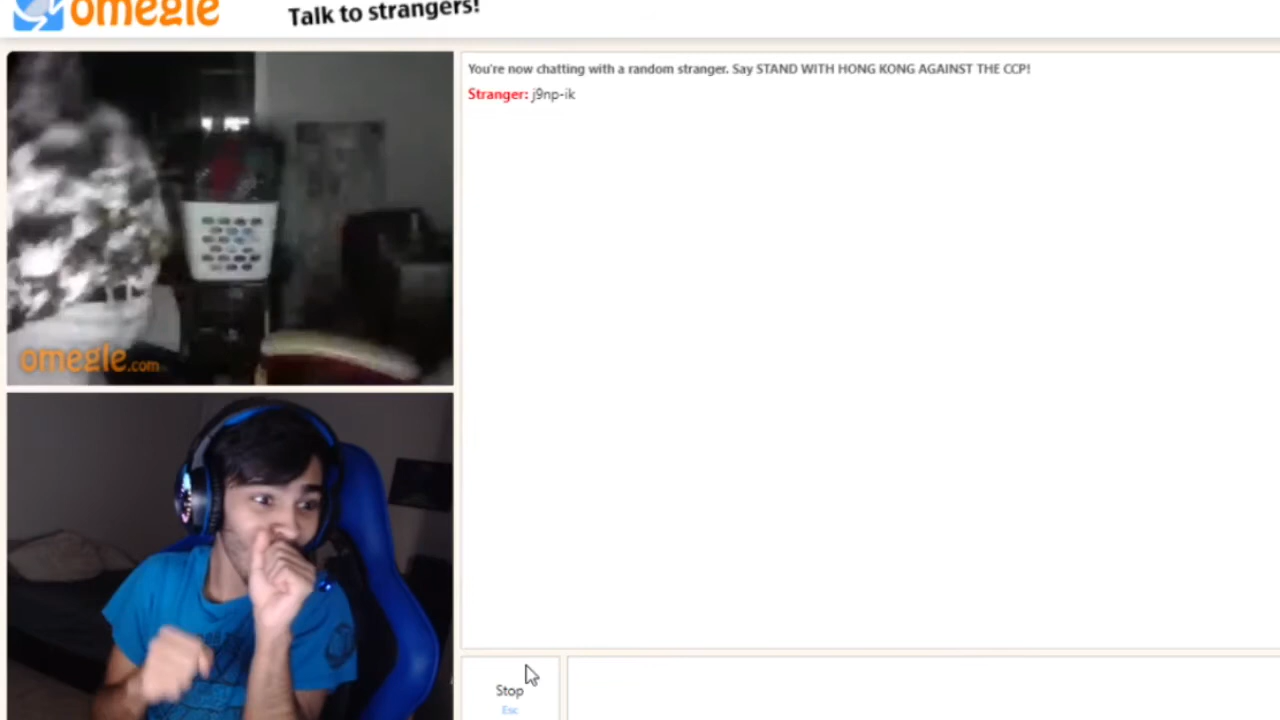 omegle
Talk to strangers!
You're now chatting with a random stranger. Say STAND WITH HONG KONG AGAINST THE CCP!
Stranger: j9np-ik
omegle.com
Stop
Esc